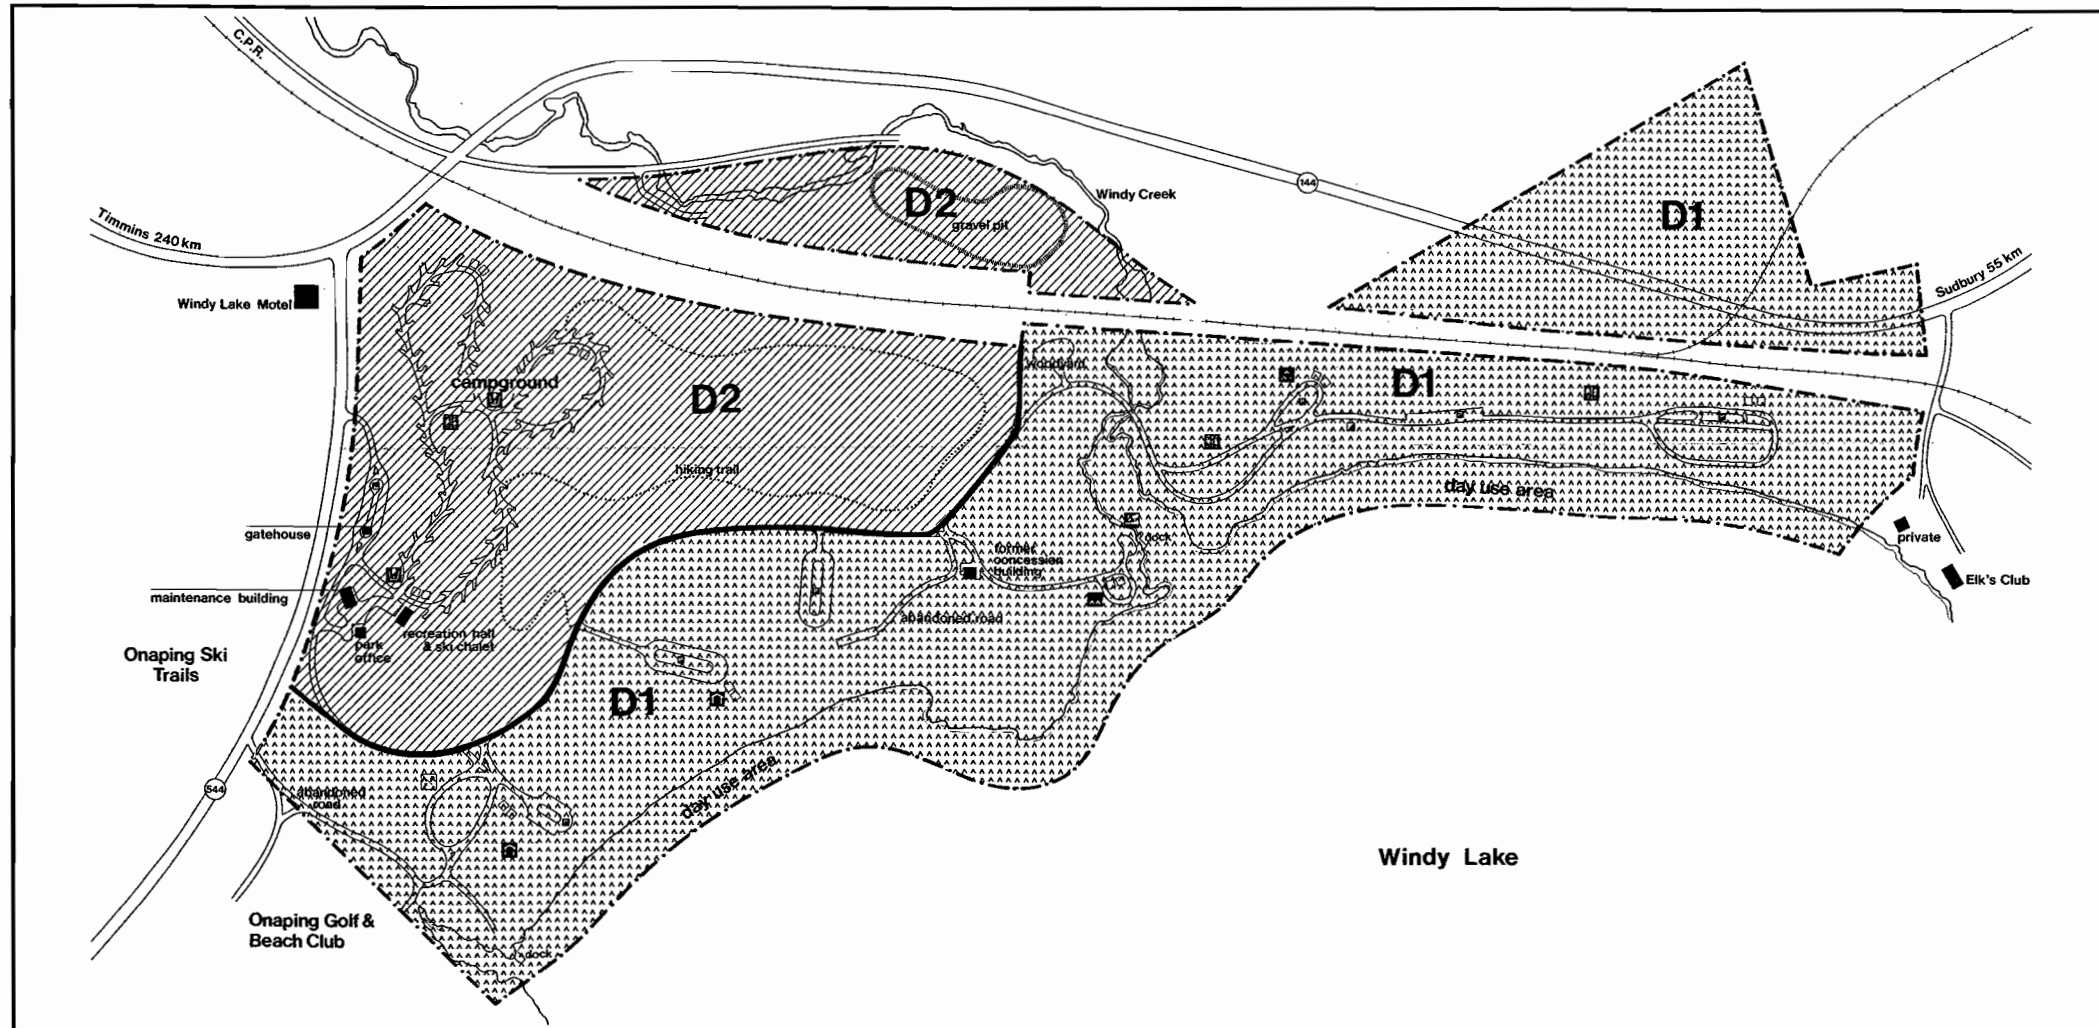 C.P.R.
144
Timmins 240 km
Windy Creek
D2
gravel pit
D1
Sudbury 55 km
Windy Lake Motel
woodyard
campground
D2
D1
hiking trail
day use area
gatehouse
dock
private
former
concession
building
Elk's Club
maintenance building
abandoned road
recreation hall
& ski chalet
park
office
Onaping Ski
Trails
D1
544
abandoned
road
day use area
Windy Lake
Onaping Golf &
Beach Club
dock